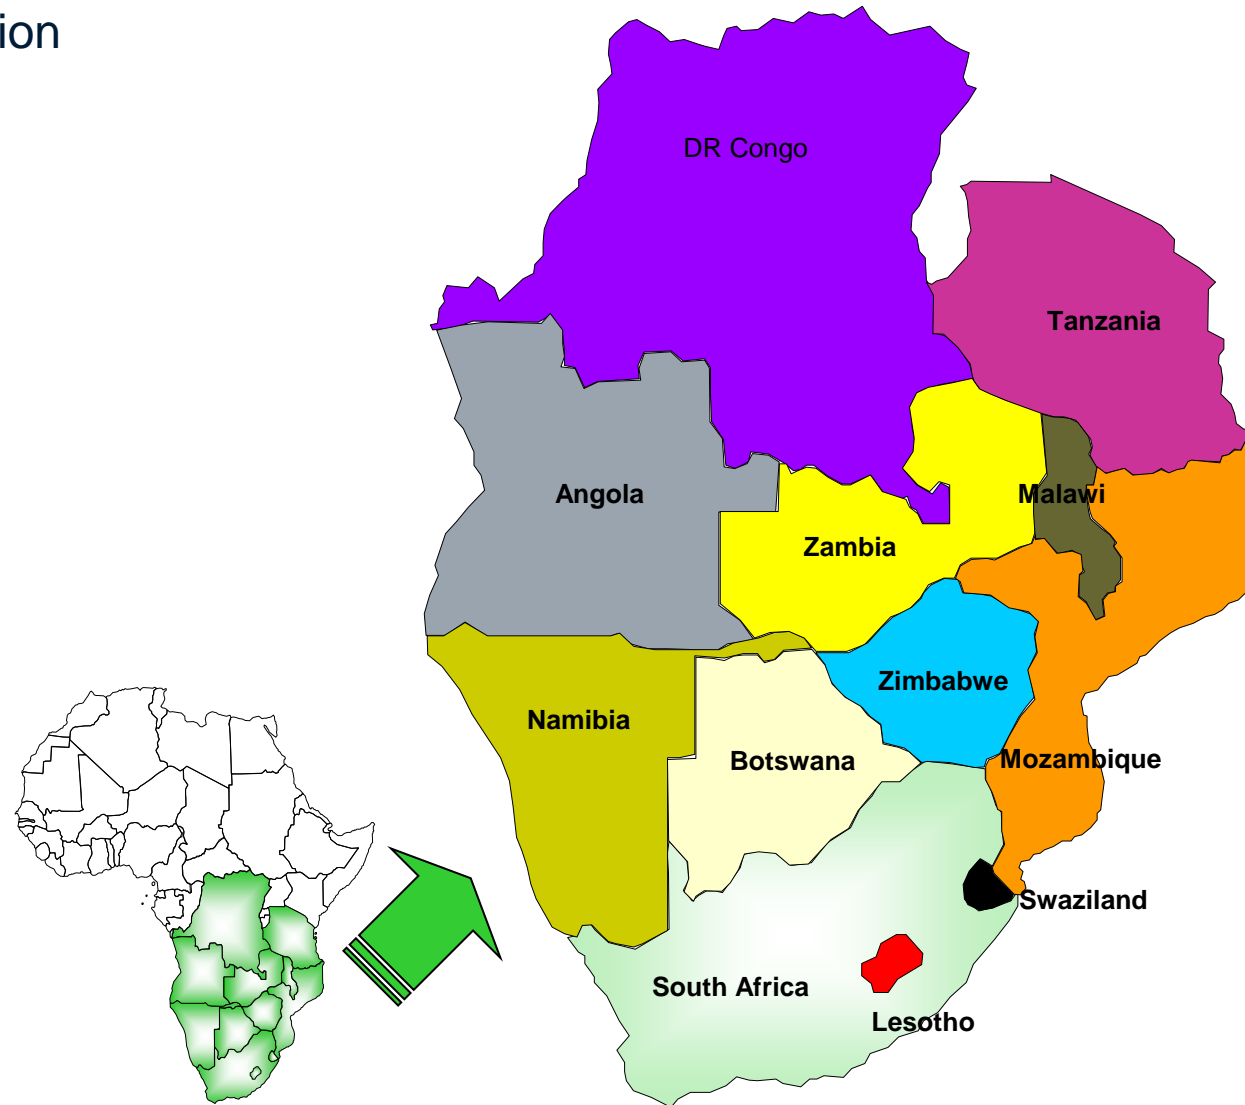 ion
DR Congo
Tanzania
Angola
Malawi
Zambia
Zimbabwe
Namibia
Botswana
Mozambique
Swaziland
South Africa
Lesotho